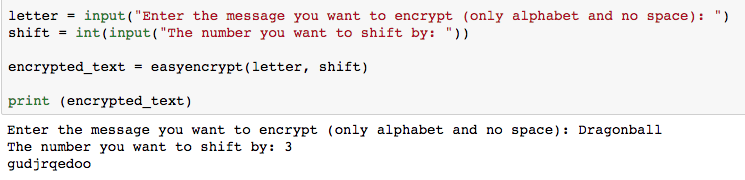 letter = input("Enter the message you want to encrypt (only alphabet and no space): ")
shift = int(input("The number you want to shift by: "))
encrypted_text = easyencrypt(letter, shift)
print (encrypted_text)
Enter the message you want to encrypt (only alphabet and no space): Dragonball
The number you want to shift by: 3
gudjrqedoo